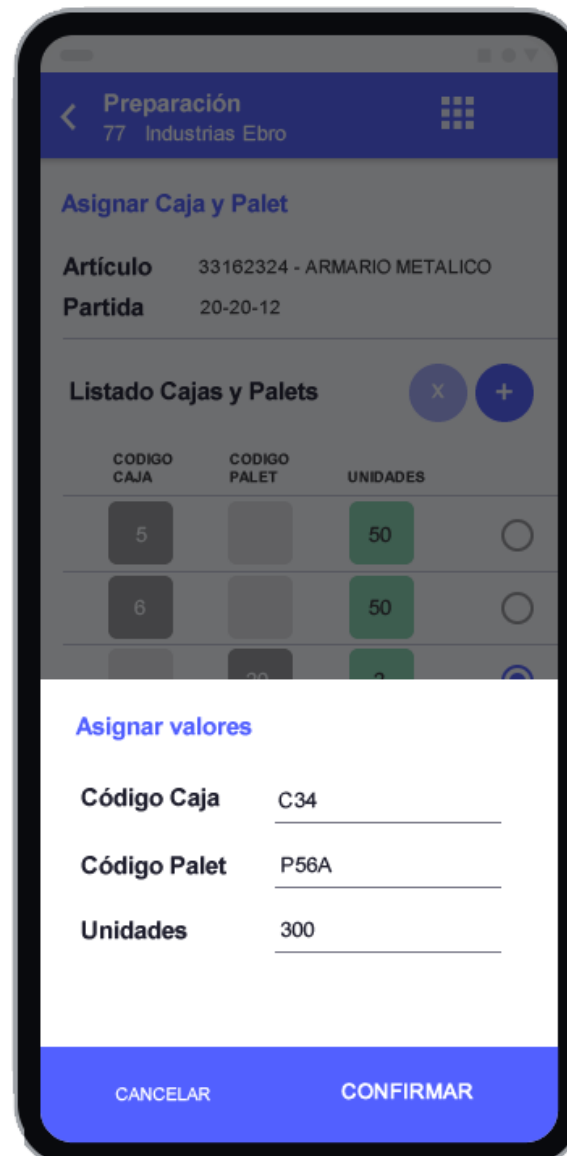 Preparación
77 Industrias Ebro
Asignar Caja y Palet
Artículo 33162324 - ARMARIO METALICO
Partida 20-20-12
Listado Cajas y Palets x +
CODIGO CAJA CODIGO PALET UNIDADES
5 50
6 50
Asignar valores
Código Caja C34
Código Palet P56A
Unidades 300
CANCELAR CONFIRMAR